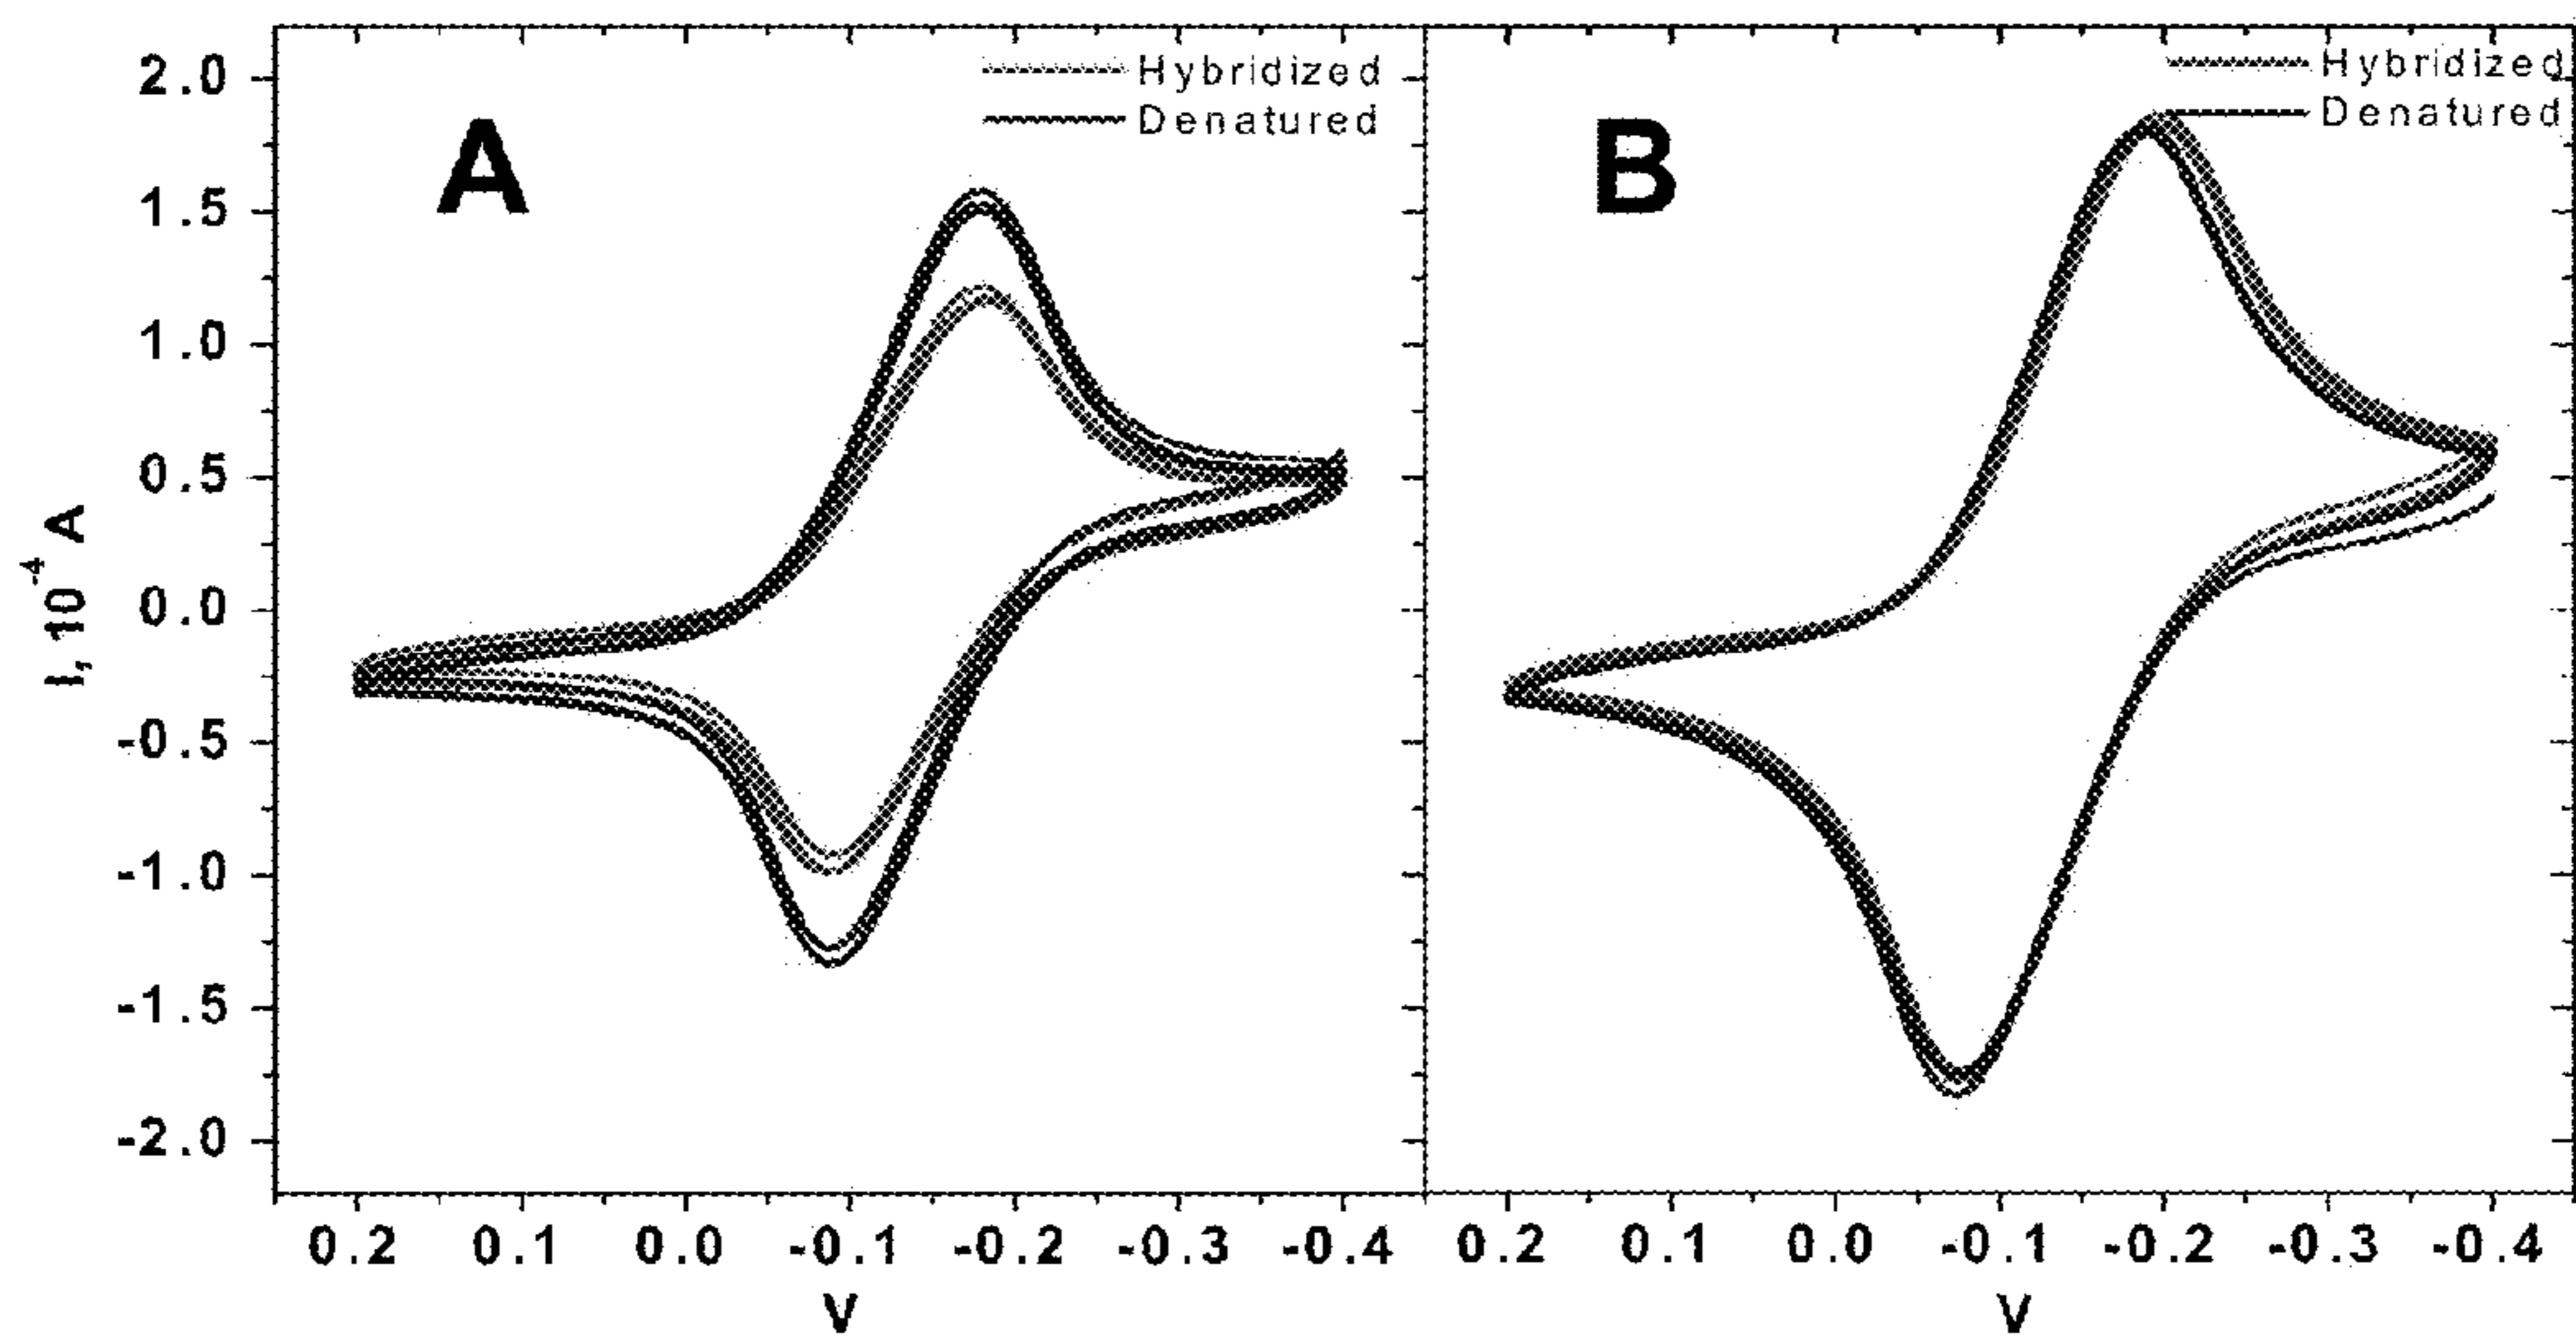 A
Hybridized
Denatured
B
Hybridized
Denatured
2.0
1.5
1.0
0.5
0.0
-0.5
-1.0
-1.5
-2.0
I, 10⁻⁴ A
0.2 0.1 0.0 -0.1 -0.2 -0.3 -0.4
0.2 0.1 0.0 -0.1 -0.2 -0.3 -0.4
V
V